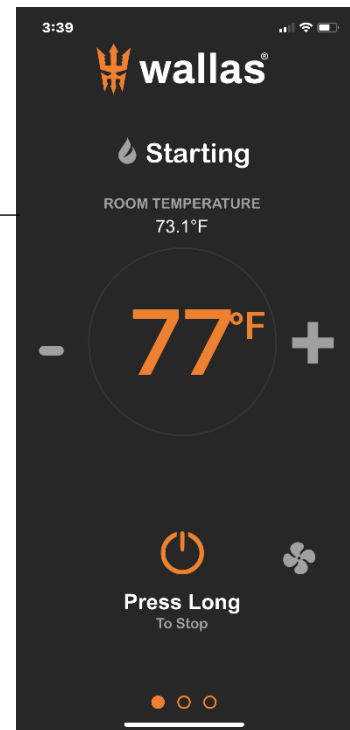 3:39
wallas®
Starting
ROOM TEMPERATURE
73.1°F
77°F
Press Long
To Stop